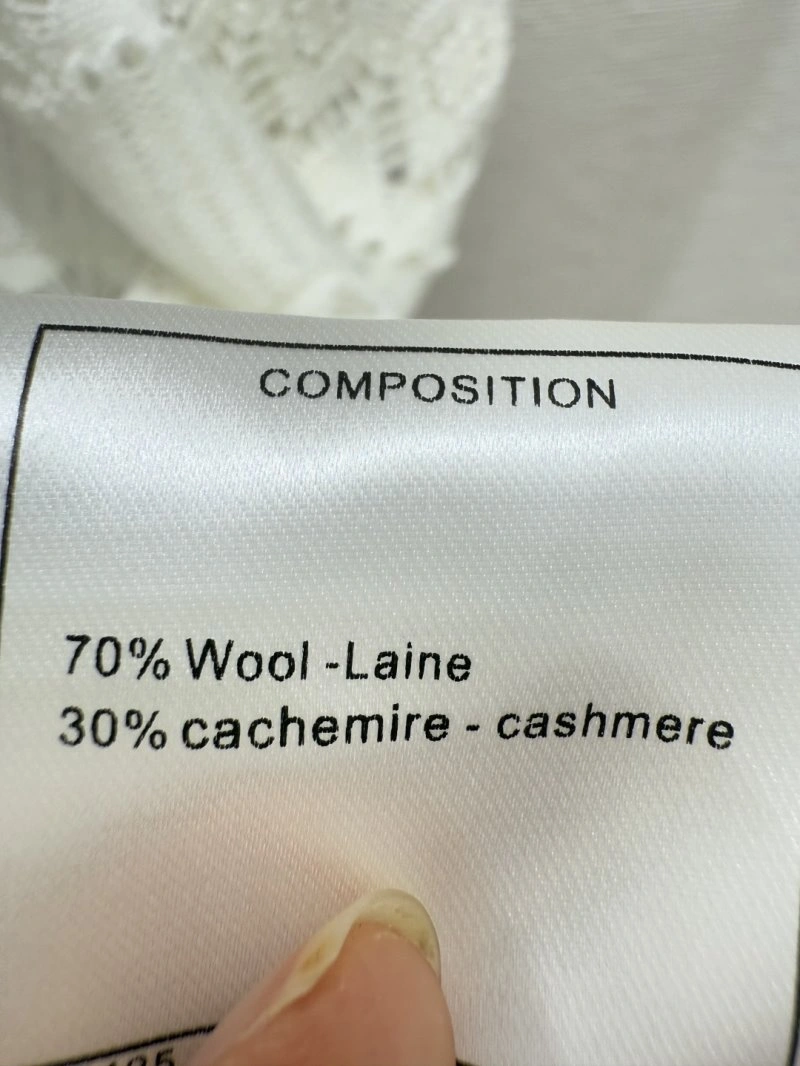 COMPOSITION
70% Wool -Laine
30% cachemire - cashmere